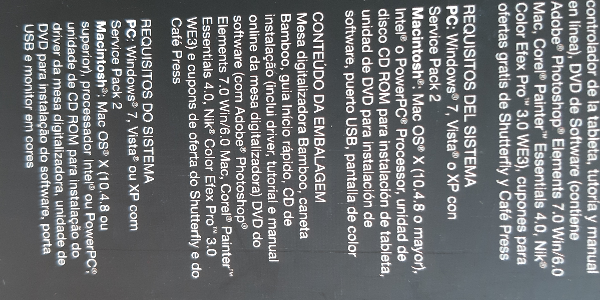 controlador de la tableta, tutoría y manual
en línea), DVD de Software (contiene
Adobe® Photoshop® Elements 7.0 Win/6.0
Mac, Corel® Painter™ Essentials 4.0, Nik®
Color Efex Pro™ 3.0 WE3), cupones para
ofertas gratis de Shutterfly y Café Press
REQUISITOS DEL SISTEMA
PC: Windows® 7, Vista® o XP con
Service Pack 2
Macintosh®: Mac OS® X (10.4.8 o mayor),
Intel® o PowerPC® Processor, unidad de
disco CD ROM para instalación de tableta,
unidad de DVD para instalación de
software, puerto USB, pantalla de color
CONTEÚDO DA EMBALAGEM
Mesa digitalizadora Bamboo, caneta
Bamboo, guia Início rápido, CD de
instalação (inclui driver, tutorial e manual
online da mesa digitalizadora) DVD do
software (com Adobe® Photoshop®
Elements 7.0 Win/6.0 Mac, Corel® Painter™
Essentials 4.0, Nik® Color Efex Pro™ 3.0
WE3) e cupons de oferta do Shutterfly e do
Café Press
REQUISITOS DO SISTEMA
PC: Windows® 7, Vista® ou XP com
Service Pack 2
Macintosh®: Mac OS® X (10.4.8 ou
superior), processador Intel® ou PowerPC®,
unidade de CD ROM para instalação do
driver da mesa digitalizadora, unidade de
DVD para instalação do software, porta
USB e monitor em cores